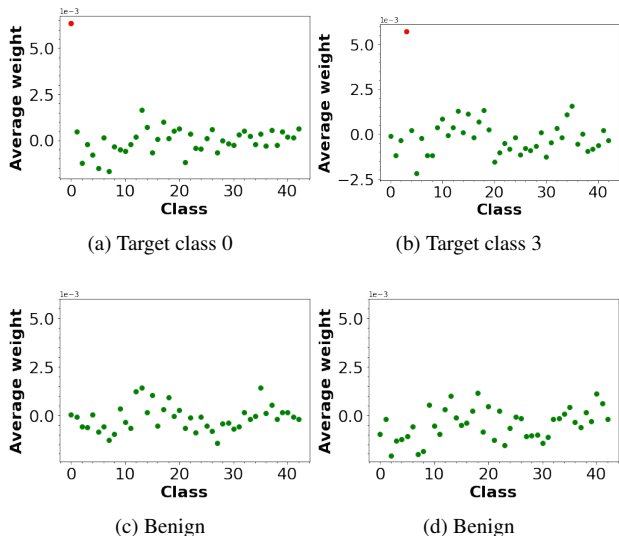 1e−3
5.0
2.5
0.0
Average weight
0 10 20 30 40
Class
(a) Target class 0
1e−3
5.0
2.5
0.0
−2.5
Average weight
0 10 20 30 40
Class
(b) Target class 3
1e−3
5.0
2.5
0.0
Average weight
0 10 20 30 40
Class
(c) Benign
1e−3
5.0
2.5
0.0
Average weight
0 10 20 30 40
Class
(d) Benign